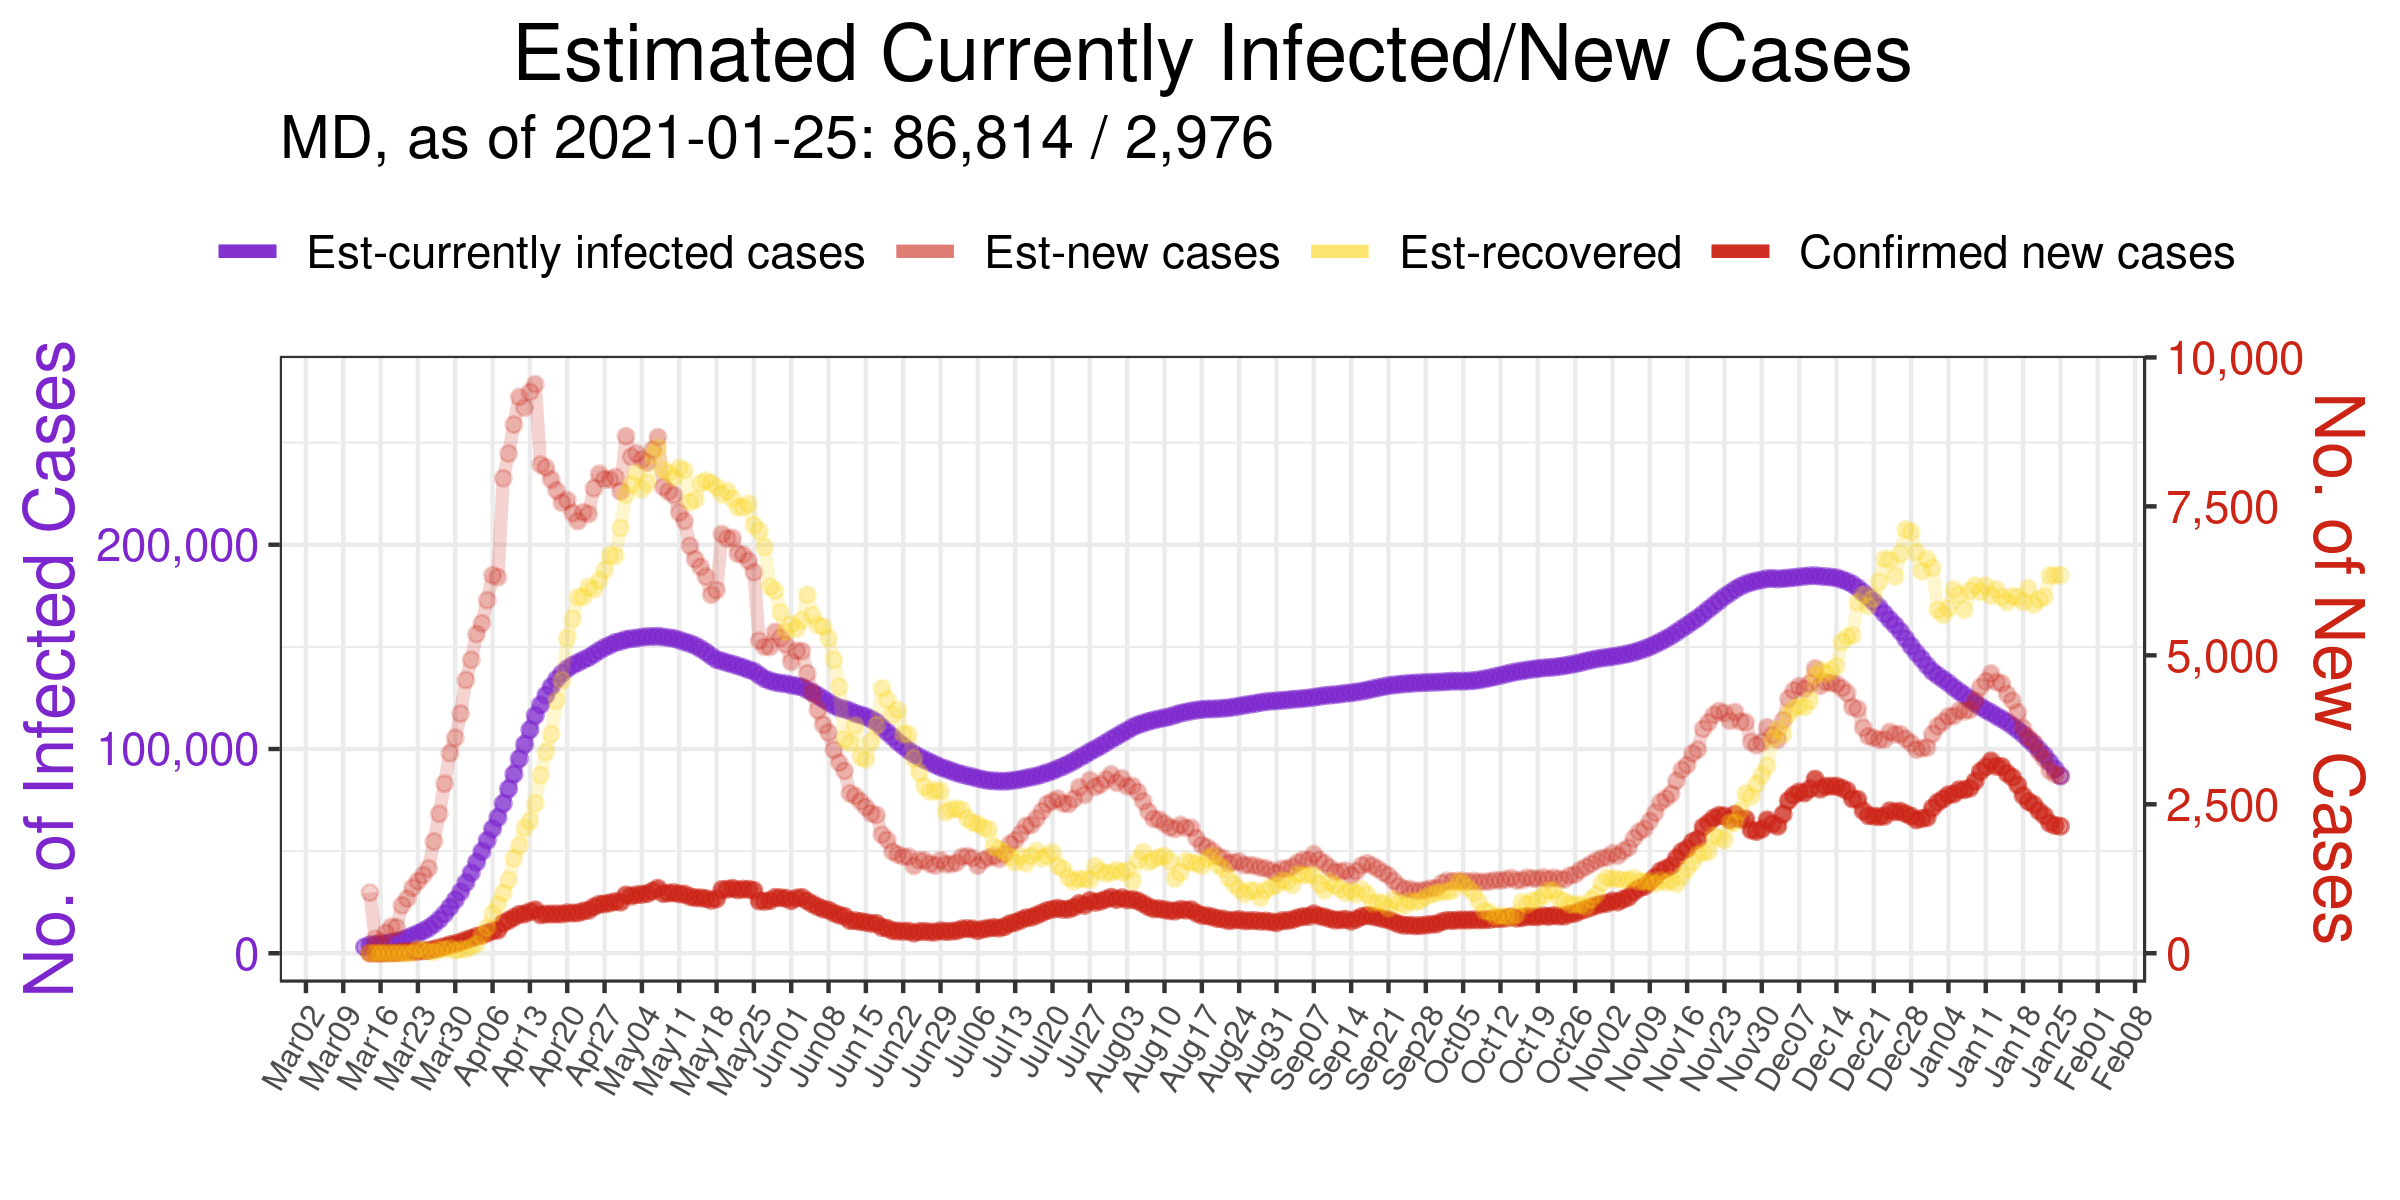 Estimated Currently Infected/New Cases
MD, as of 2021-01-25: 86,814 / 2,976
Est-currently infected cases Est-new cases Est-recovered Confirmed new cases
No. of Infected Cases
200,000
100,000
0
10,000
7,500
5,000
2,500
0
No. of New Cases
Mar02 Mar09 Mar16 Mar23 Mar30 Apr06 Apr13 Apr20 Apr27 May04 May11 May18 May25 Jun01 Jun08 Jun15 Jun22 Jun29 Jul06 Jul13 Jul20 Jul27 Aug03 Aug10 Aug17 Aug24 Aug31 Sep07 Sep14 Sep21 Sep28 Oct05 Oct12 Oct19 Oct26 Nov02 Nov09 Nov16 Nov23 Nov30 Dec07 Dec14 Dec21 Dec28 Jan04 Jan11 Jan18 Jan25 Feb01 Feb08